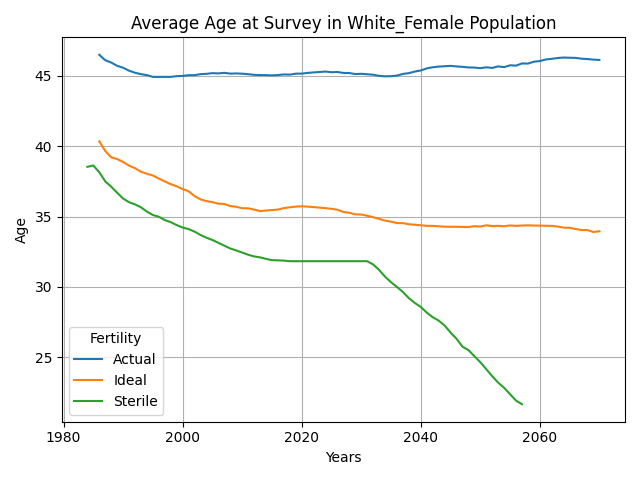 Average Age at Survey in White_Female Population
Age
45
40
35
30
25
Fertility
Actual
Ideal
Sterile
1980
2000
2020
2040
2060
Years